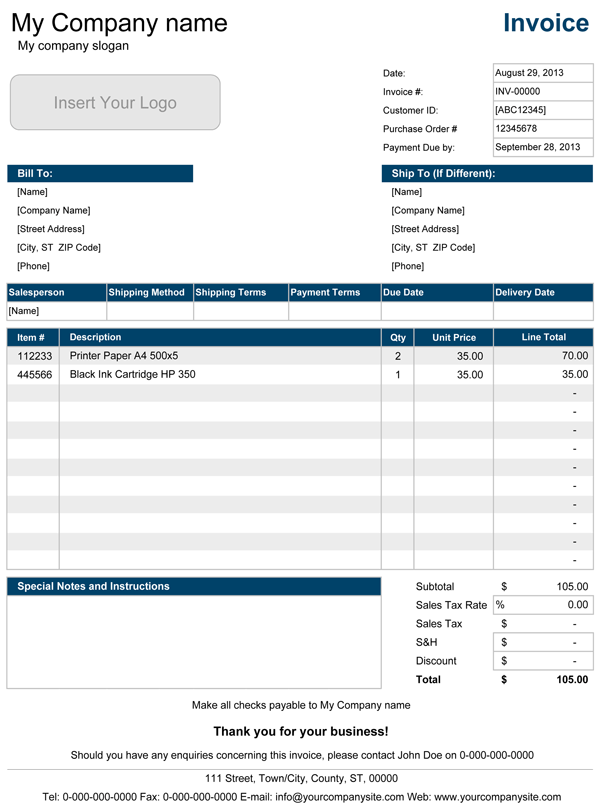 My Company name
Invoice
My company slogan
Insert Your Logo
Date: August 29, 2013
Invoice #: INV-00000
Customer ID: [ABC12345]
Purchase Order # 12345678
Payment Due by: September 28, 2013
Bill To:
[Name]
[Company Name]
[Street Address]
[City, ST  ZIP Code]
[Phone]
Ship To (If Different):
[Name]
[Company Name]
[Street Address]
[City, ST  ZIP Code]
[Phone]
Salesperson Shipping Method Shipping Terms Payment Terms Due Date Delivery Date
[Name]
Item # Description Qty Unit Price Line Total
112233 Printer Paper A4 500x5 2 35.00 70.00
445566 Black Ink Cartridge HP 350 1 35.00 35.00
-
-
-
-
-
-
-
-
-
-
Special Notes and Instructions
Subtotal $ 105.00
Sales Tax Rate % 0.00
Sales Tax $ -
S&H $ -
Discount $ -
Total $ 105.00
Make all checks payable to My Company name
Thank you for your business!
Should you have any enquiries concerning this invoice, please contact John Doe on 0-000-000-0000
111 Street, Town/City, County, ST, 00000
Tel: 0-000-000-0000 Fax: 0-000-000-0000 E-mail: info@yourcompanysite.com Web: www.yourcompanysite.com